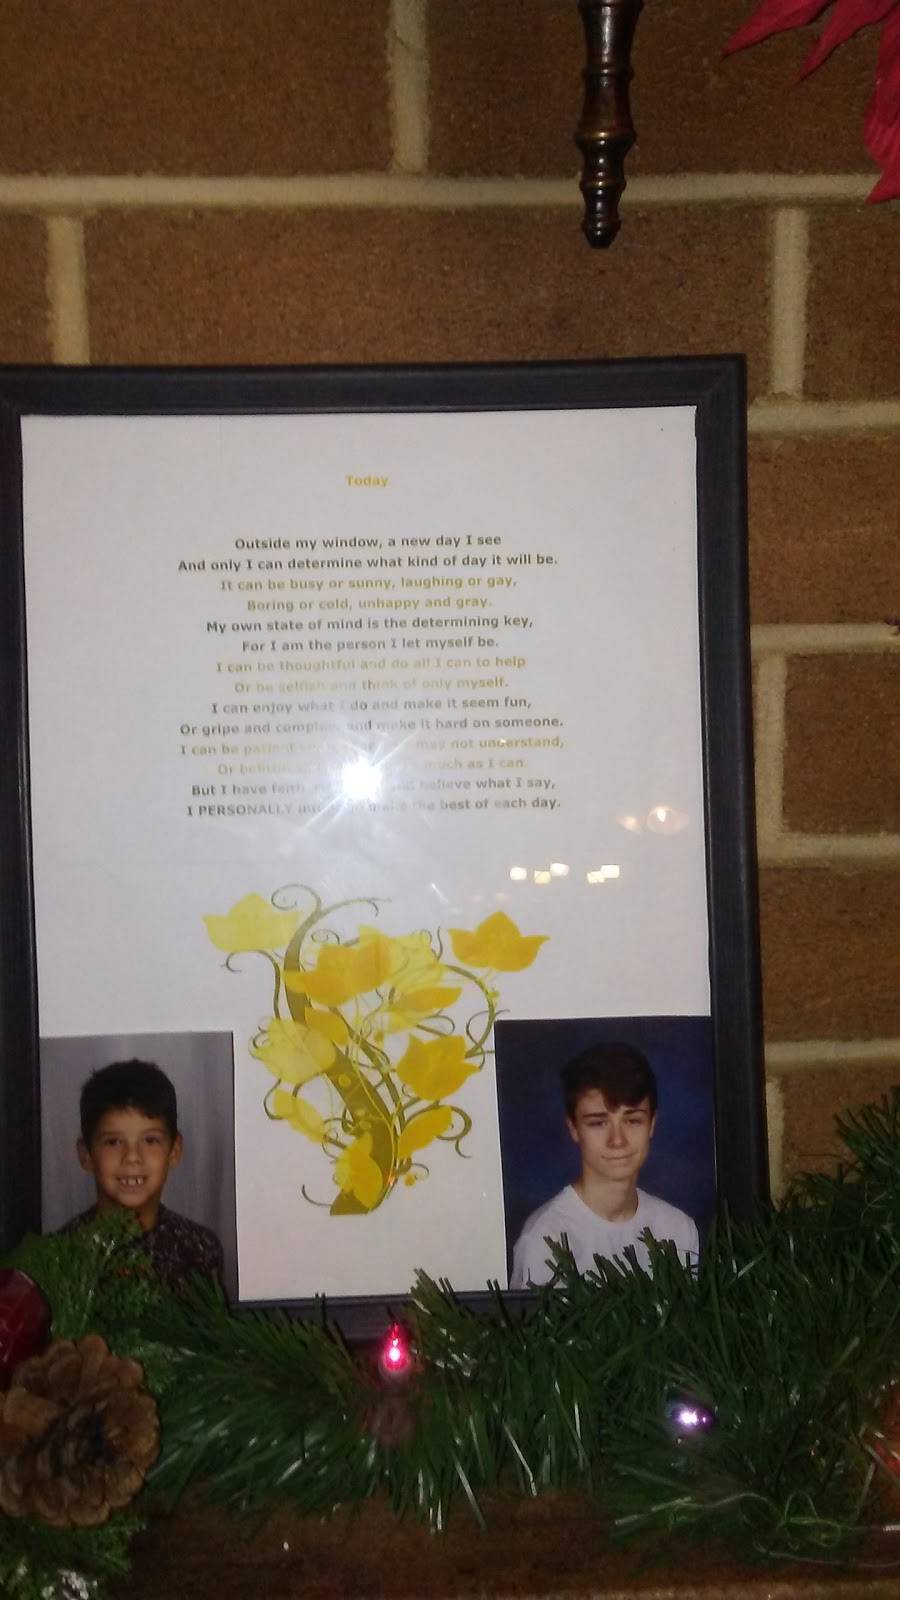 Today
Outside my window, a new day I see
And only I can determine what kind of day it will be.
It can be busy or sunny, laughing or gay,
Boring or cold, unhappy and gray.
My own state of mind is the determining key,
For I am the person I let myself be.
I can be thoughtful and do all I can to help
Or be selfish and think of only myself.
I can enjoy what I do and make it seem fun,
Or gripe and complain and make it hard on someone.
I can be patient may not understand,
Or much as I can.
But I have faith believe what I say,
I PERSONALLY make the best of each day.